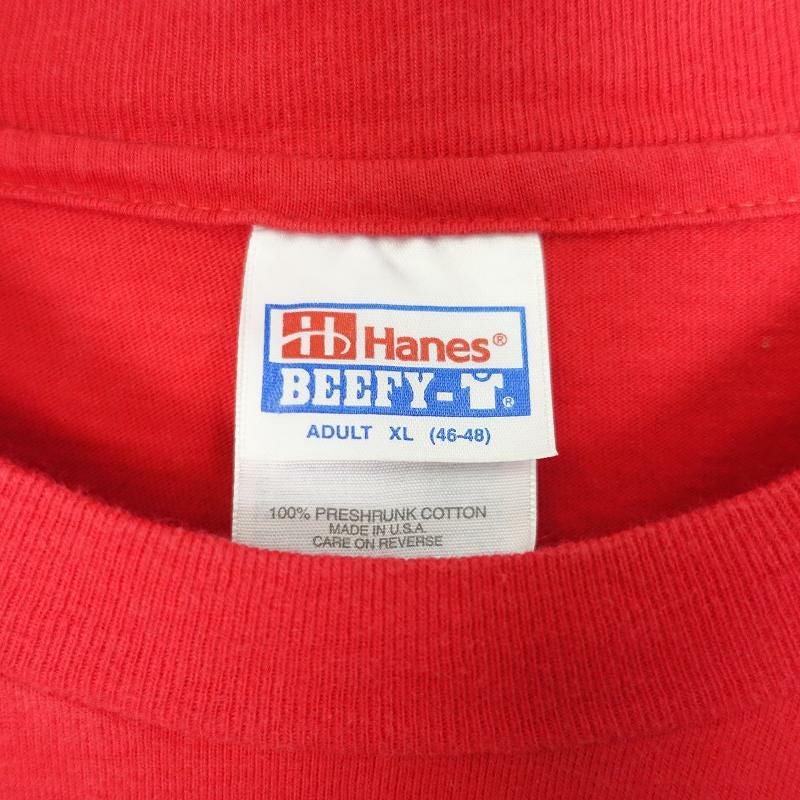 Hanes®
BEEFY-T®
ADULT XL (46-48)
100% PRESHRUNK COTTON
MADE IN U.S.A.
CARE ON REVERSE